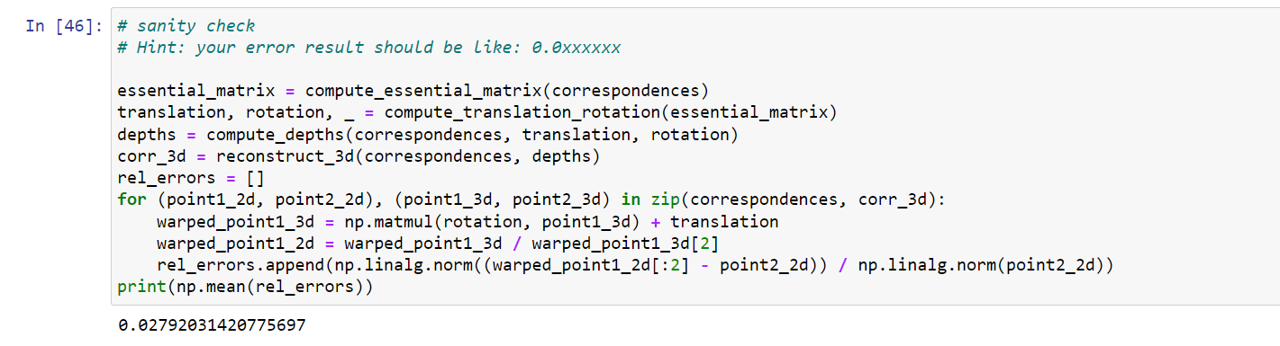 In [46]: # sanity check
# Hint: your error result should be like: 0.0xxxxxx

essential_matrix = compute_essential_matrix(correspondences)
translation, rotation, _ = compute_translation_rotation(essential_matrix)
depths = compute_depths(correspondences, translation, rotation)
corr_3d = reconstruct_3d(correspondences, depths)
rel_errors = []
for (point1_2d, point2_2d), (point1_3d, point2_3d) in zip(correspondences, corr_3d):
    warped_point1_3d = np.matmul(rotation, point1_3d) + translation
    warped_point1_2d = warped_point1_3d / warped_point1_3d[2]
    rel_errors.append(np.linalg.norm((warped_point1_2d[:2] - point2_2d)) / np.linalg.norm(point2_2d))
print(np.mean(rel_errors))
0.02792031420775697